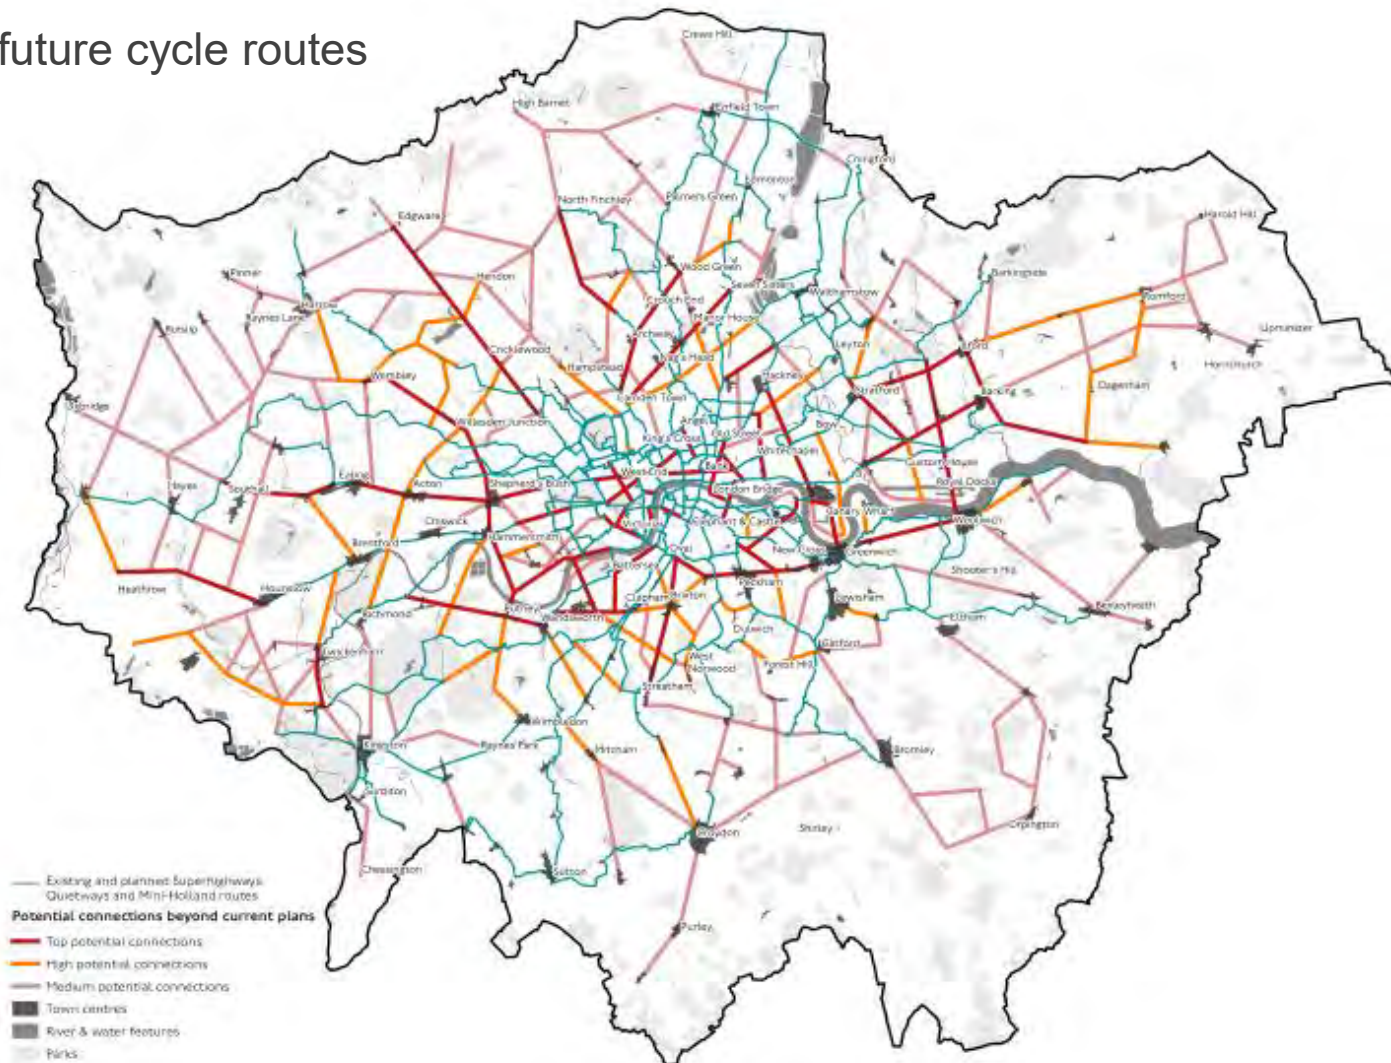 future cycle routes
Crews Hill
High Barnet
Enfield Town
Chingford
Edmonton
North Finchley
Palmers Green
Edgware
Harold Hill
Pinner
Hendon
Wood Green
Seven Sisters
Walthamstow
Barkingside
Romford
Harrow
Rayners Lane
Crouch End
Manor House
Ruislip
Archway
Leyton
Ilford
Upminster
Cricklewood
Nag's Head
Hornchurch
Wembley
Hampstead
Hackney
Dagenham
Stratford
Barking
Uxbridge
Camden Town
Willesden Junction
Angel
Bow
King's Cross
Old Street
Whitechapel
Custom House
West End
Bank
Hayes
Southall
Ealing
Acton
Shepherd's Bush
London Bridge
Royal Docks
Canary Wharf
Chiswick
Victoria
Elephant & Castle
Woolwich
Hammersmith
Brentford
Oval
New Cross
Greenwich
Battersea
Peckham
Shooter's Hill
Heathrow
Hounslow
Clapham
Brixton
Lewisham
Bexleyheath
Richmond
Putney
Wandsworth
Eltham
Dulwich
Twickenham
West
Norwood
Forest Hill
Catford
Streatham
Wimbledon
Kingston
Raynes Park
Mitcham
Bromley
Surbiton
Croydon
Shirley
Orpington
Chessington
Sutton
Purley
Existing and planned Superhighways
Quietways and Mini-Holland routes
Potential connections beyond current plans
Top potential connections
High potential connections
Medium potential connections
Town centres
River & water features
Parks